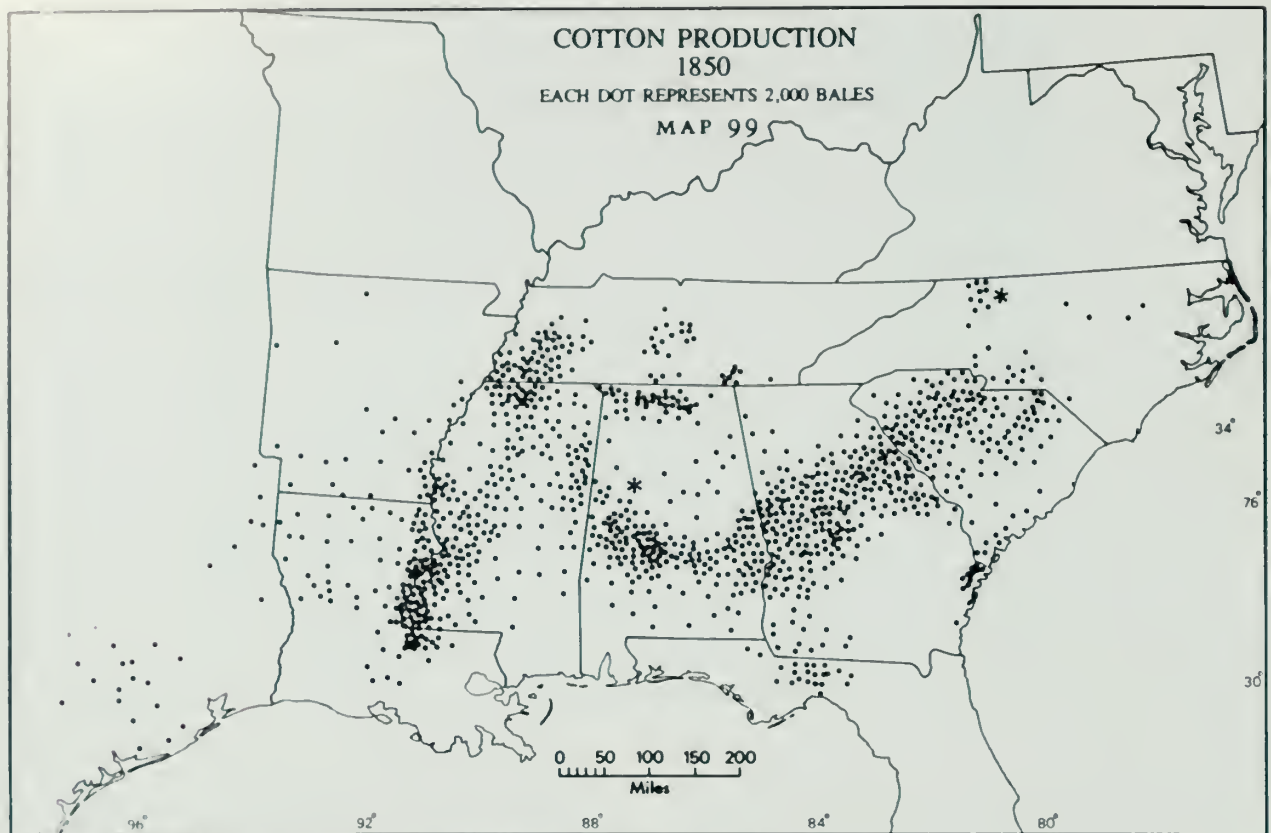 COTTON PRODUCTION
1850
EACH DOT REPRESENTS 2,000 BALES
MAP 99
34°
76°
30°
0 50 100 150 200
Miles
96° 92° 88° 84° 80°